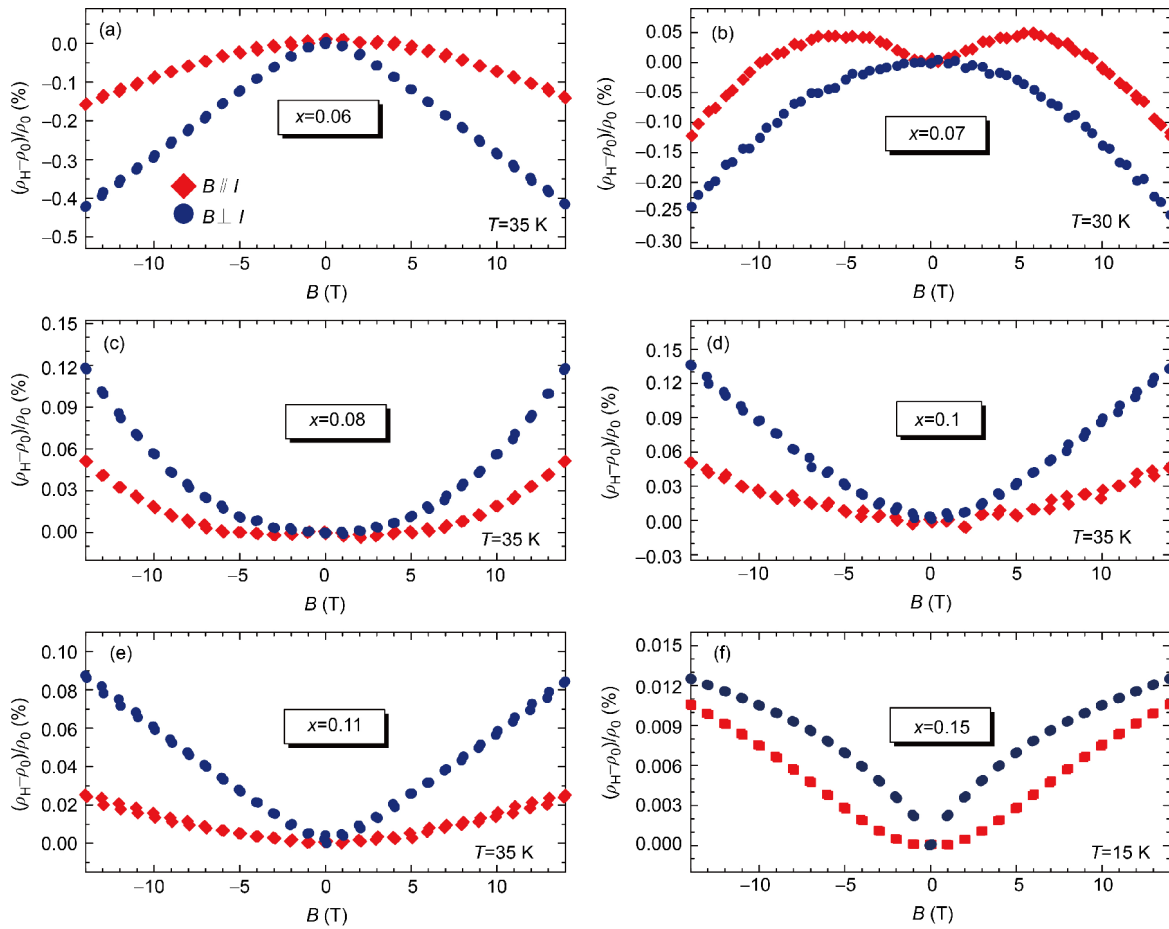 (a)
(ρH−ρ0)/ρ0 (%)
0.0
−0.1
−0.2
−0.3
−0.4
−0.5
x=0.06
B // I
B⊥ I
T=35 K
−10 −5 0 5 10
B (T)
(b)
(ρH−ρ0)/ρ0 (%)
0.05
0.00
−0.05
−0.10
−0.15
−0.20
−0.25
−0.30
x=0.07
T=30 K
−10 −5 0 5 10
B (T)
(c)
(ρH−ρ0)/ρ0 (%)
0.15
0.12
0.09
0.06
0.03
0.00
x=0.08
T=35 K
−10 −5 0 5 10
B (T)
(d)
(ρH−ρ0)/ρ0 (%)
0.15
0.12
0.09
0.06
0.03
0.00
−0.03
x=0.1
T=35 K
−10 −5 0 5 10
B (T)
(e)
(ρH−ρ0)/ρ0 (%)
0.10
0.08
0.06
0.04
0.02
0.00
x=0.11
T=35 K
−10 −5 0 5 10
B (T)
(f)
(ρH−ρ0)/ρ0 (%)
0.015
0.012
0.009
0.006
0.003
0.000
x=0.15
T=15 K
−10 −5 0 5 10
B (T)